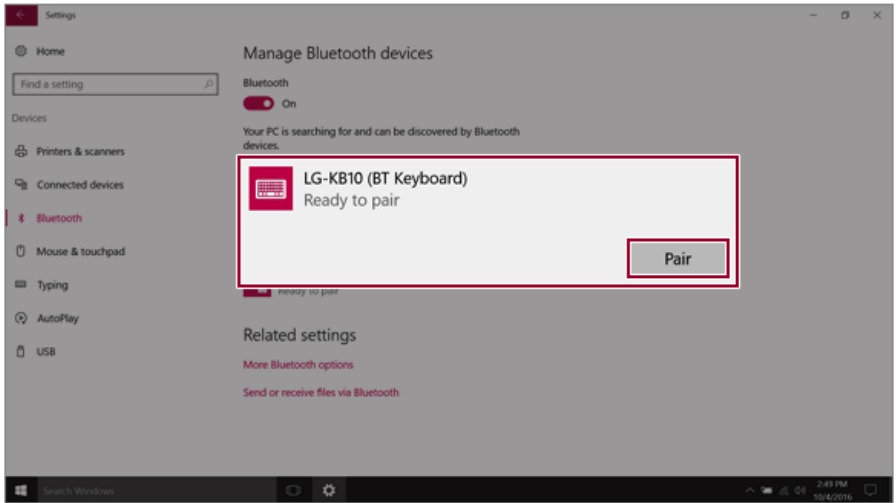 Settings
Home
Find a setting
Devices
Printers & scanners
Connected devices
Bluetooth
Mouse & touchpad
Typing
AutoPlay
USB
Manage Bluetooth devices
Bluetooth
On
Your PC is searching for and can be discovered by Bluetooth
devices.
LG-KB10 (BT Keyboard)
Ready to pair
Pair
Ready to pair
Related settings
More Bluetooth options
Send or receive files via Bluetooth
Search Windows
2:49 PM
10/4/2016